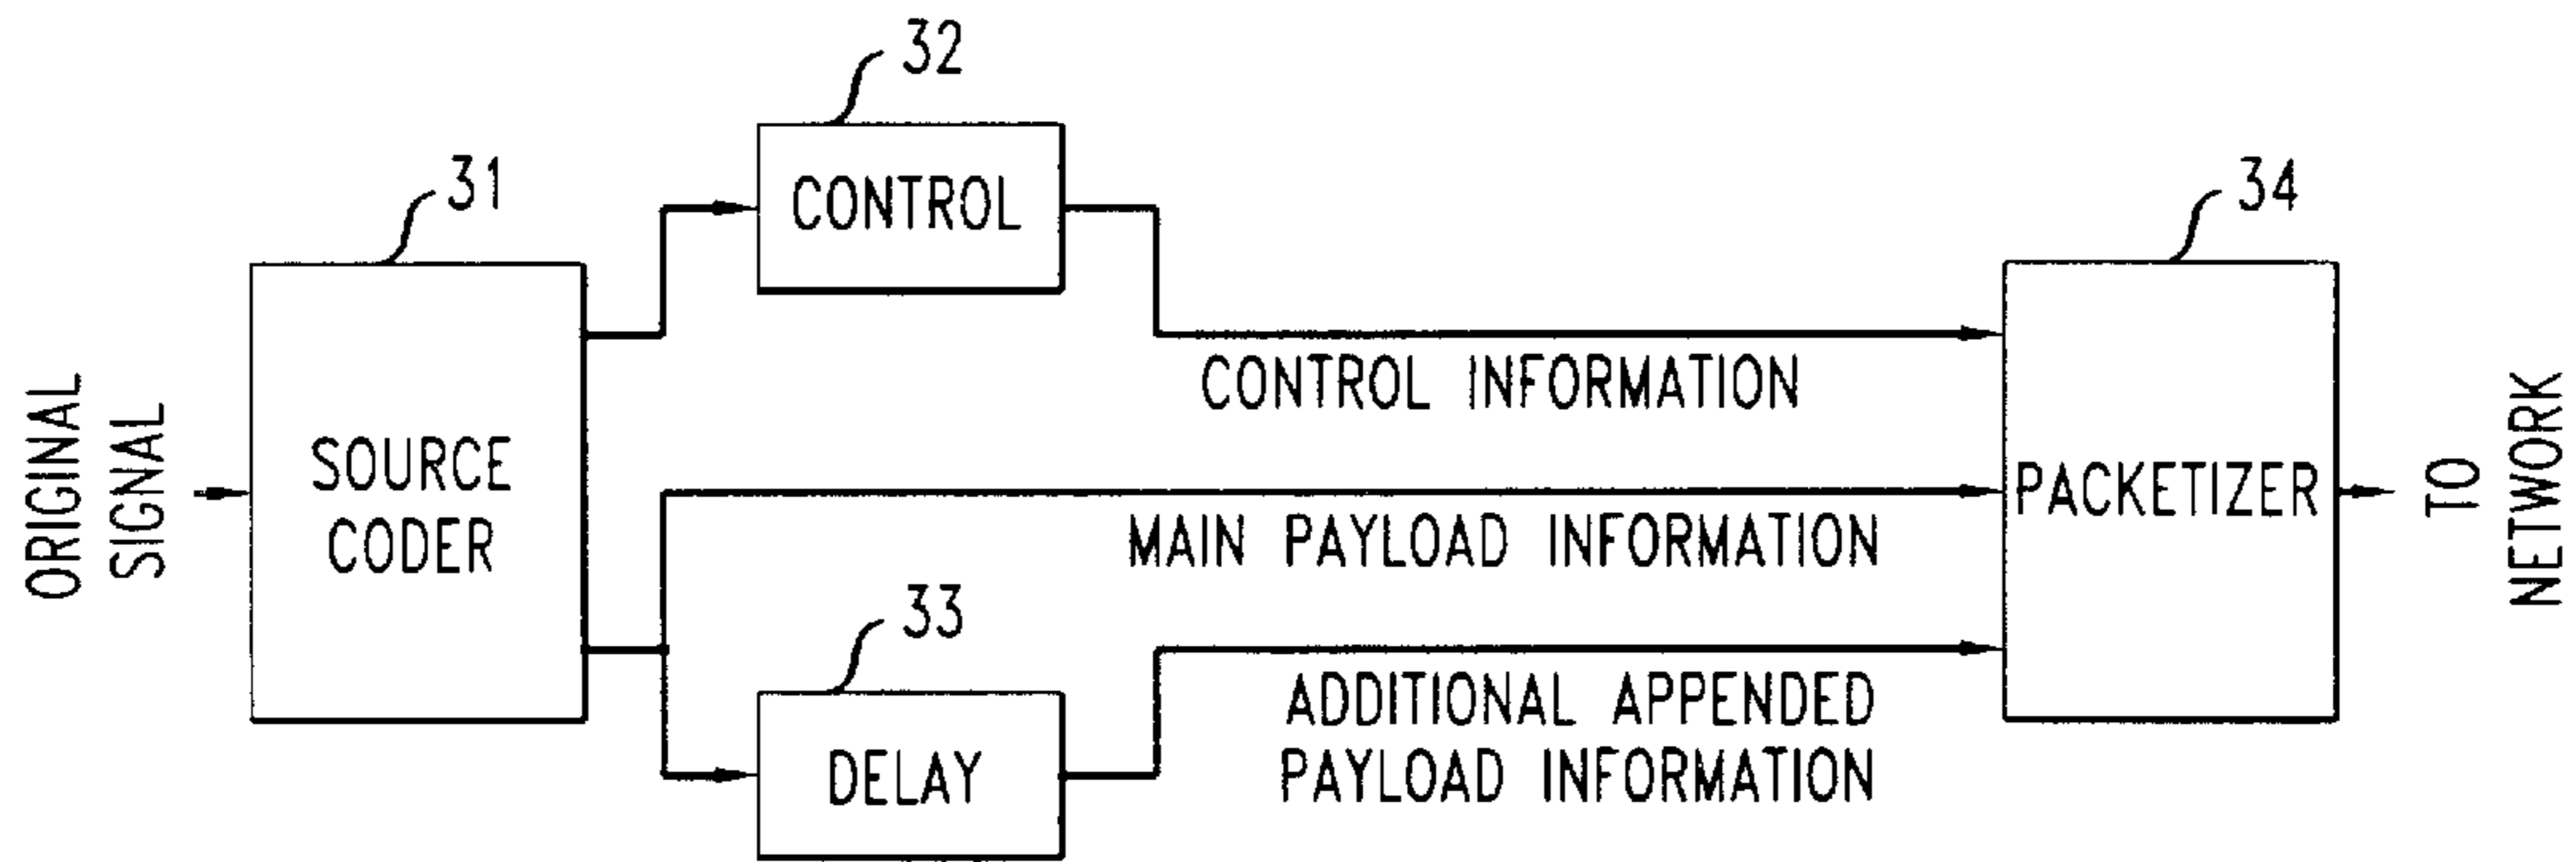 32
CONTROL
31
34
CONTROL INFORMATION
ORIGINAL
SIGNAL
SOURCE
CODER
PACKETIZER
TO
NETWORK
MAIN PAYLOAD INFORMATION
33
DELAY
ADDITIONAL APPENDED
PAYLOAD INFORMATION